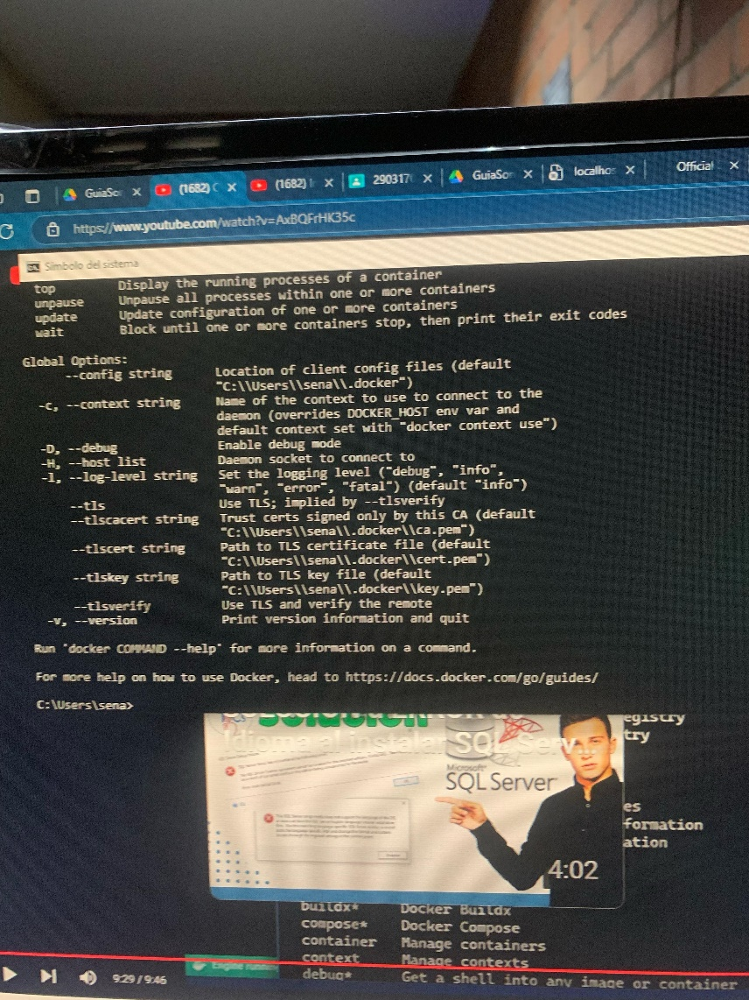 GuiaSo
(1682)
(1682)
290317
GuiaSor
localhos
Official
https://www.youtube.com/watch?v=AxBQFrHK35c
Símbolo del sistema
top Display the running processes of a container
unpause Unpause all processes within one or more containers
update Update configuration of one or more containers
wait Block until one or more containers stop, then print their exit codes
Global Options:
--config string Location of client config files (default
"C:\\Users\\sena\\.docker")
-c, --context string Name of the context to use to connect to the
daemon (overrides DOCKER_HOST env var and
default context set with "docker context use")
-D, --debug Enable debug mode
-H, --host list Daemon socket to connect to
-l, --log-level string Set the logging level ("debug", "info",
"warn", "error", "fatal") (default "info")
--tls Use TLS; implied by --tlsverify
--tlscacert string Trust certs signed only by this CA (default
"C:\\Users\\sena\\.docker\\ca.pem")
--tlscert string Path to TLS certificate file (default
"C:\\Users\\sena\\.docker\\cert.pem")
--tlskey string Path to TLS key file (default
"C:\\Users\\sena\\.docker\\key.pem")
--tlsverify Use TLS and verify the remote
-v, --version Print version information and quit
Run 'docker COMMAND --help' for more information on a command.
For more help on how to use Docker, head to https://docs.docker.com/go/guides/
C:\Users\sena>
egistry
try
Idioma al instalar SQL Serv...
Microsoft
SQL Server
es
formation
ation
4:02
buildx* Docker Buildx
compose* Docker Compose
container Manage containers
context Manage contexts
debug* Get a shell into any image or container
Engine runn
9:29 / 9:46